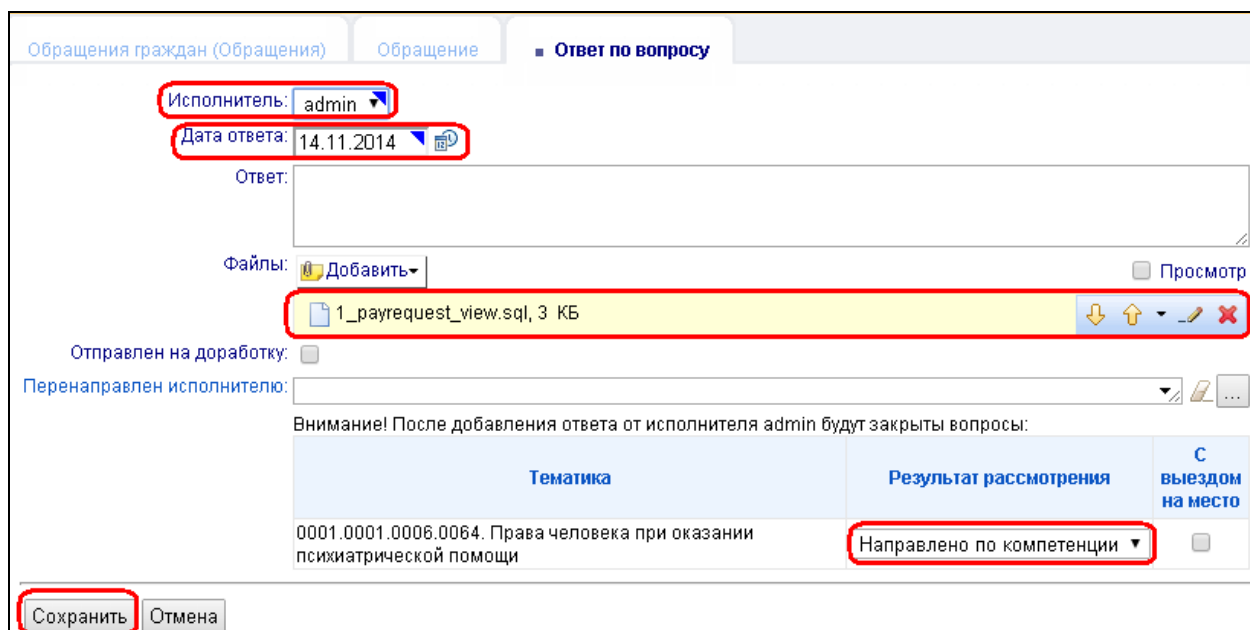 Обращения граждан (Обращения) Обращение Ответ по вопросу
Исполнитель: admin
Дата ответа: 14.11.2014
Ответ:
Файлы: Добавить Просмотр
1_payrequest_view.sql, 3 КБ
Отправлен на доработку:
Перенаправлен исполнителю: ...
Внимание! После добавления ответа от исполнителя admin будут закрыты вопросы:
Тематика Результат рассмотрения С выездом на место
0001.0001.0006.0064. Права человека при оказании
психиатрической помощи Направлено по компетенции
Сохранить Отмена